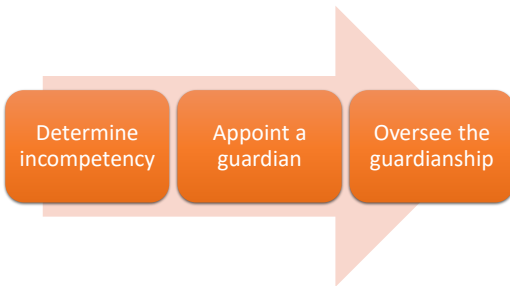 Determine
incompetency
Appoint a
guardian
Oversee the
guardianship